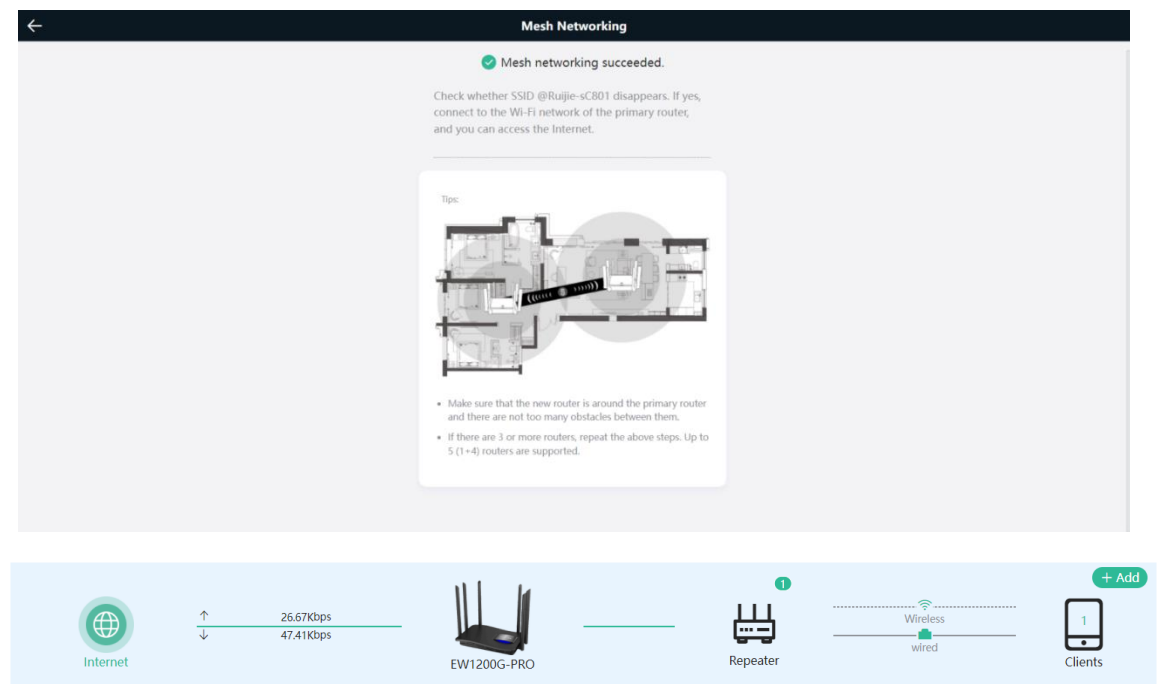 Mesh Networking
Mesh networking succeeded.
Check whether SSID @Ruijie-sC801 disappears. If yes,
connect to the Wi-Fi network of the primary router,
and you can access the Internet.
Tips:
• Make sure that the new router is around the primary router
and there are not too many obstacles between them.
• If there are 3 or more routers, repeat the above steps. Up to
5 (1+4) routers are supported.
+ Add
1
↑ 26.67Kbps
↓ 47.41Kbps
Wireless
wired
1
Internet
EW1200G-PRO
Repeater
Clients